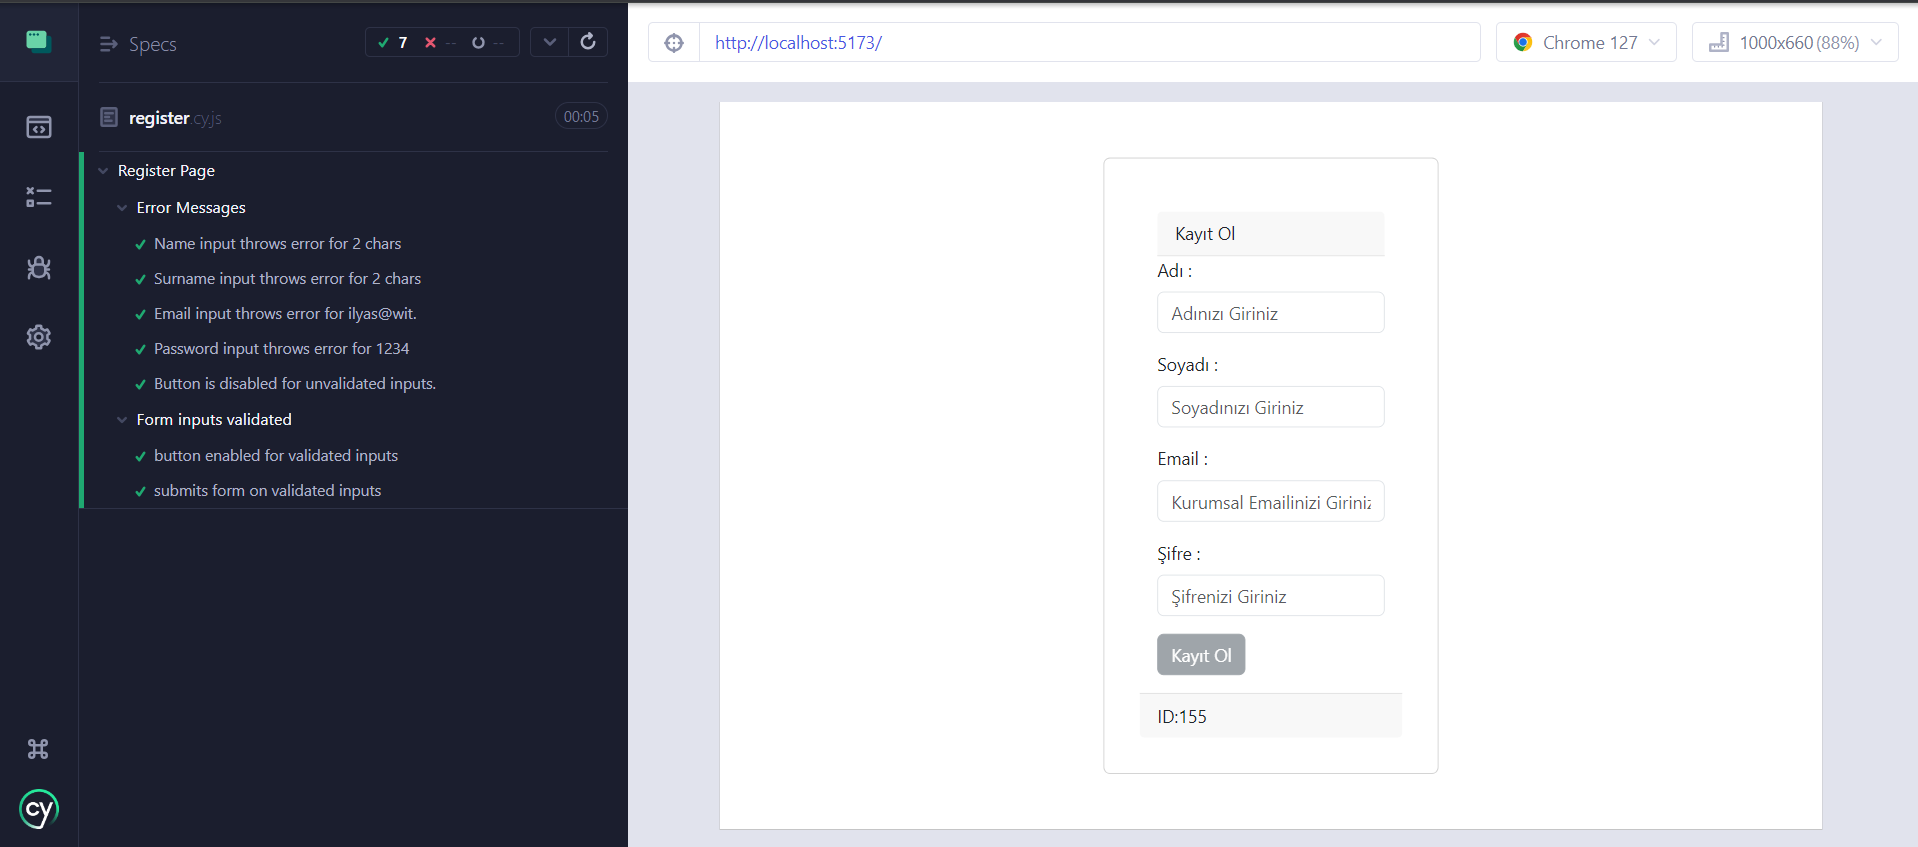 Specs
7 -- --
register.cy.js
00:05
Register Page
Error Messages
Name input throws error for 2 chars
Surname input throws error for 2 chars
Email input throws error for ilyas@wit.
Password input throws error for 1234
Button is disabled for unvalidated inputs.
Form inputs validated
button enabled for validated inputs
submits form on validated inputs
cy
http://localhost:5173/
Chrome 127
1000x660 (88%)
Kayıt Ol
Adı :
Adınızı Giriniz
Soyadı :
Soyadınızı Giriniz
Email :
Kurumsal Emailinizi Giriniz
Şifre :
Şifrenizi Giriniz
Kayıt Ol
ID:155